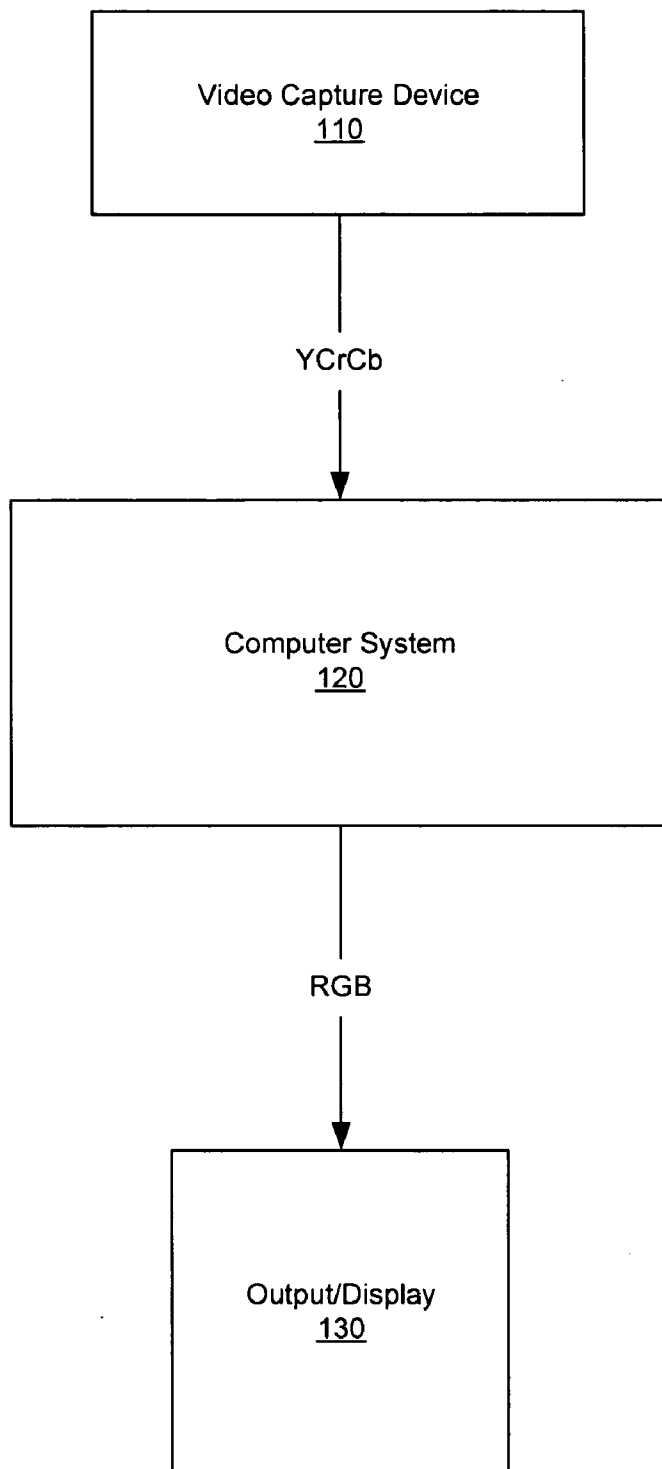 Video Capture Device
110
YCrCb
Computer System
120
RGB
Output/Display
130